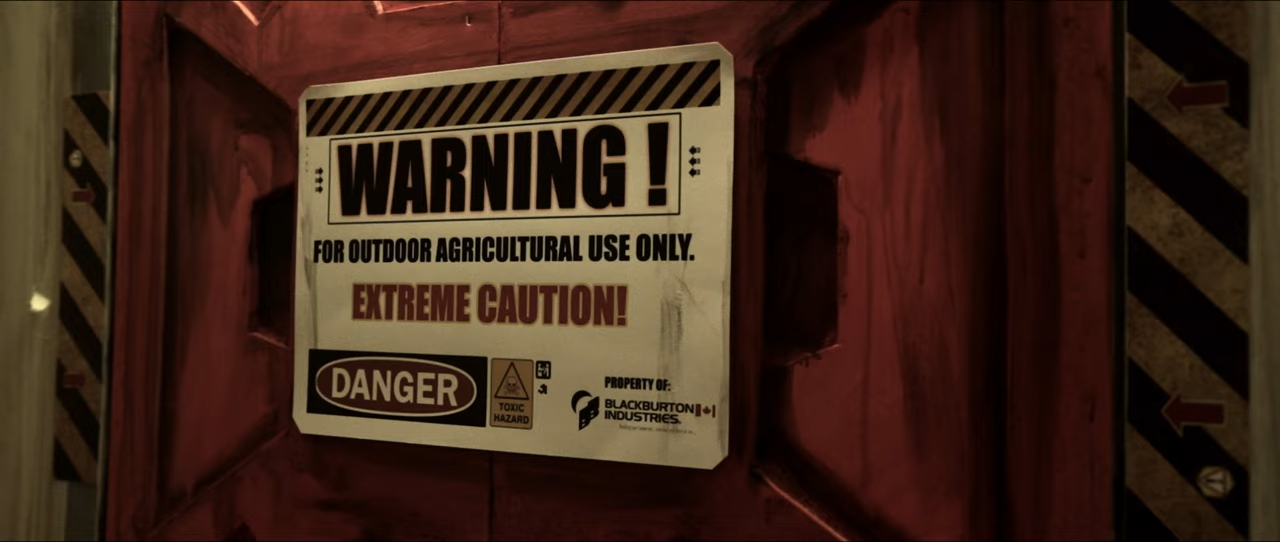 WARNING !
FOR OUTDOOR AGRICULTURAL USE ONLY.
EXTREME CAUTION!
DANGER
TOXIC
HAZARD
PROPERTY OF:
BLACKBURTON
INDUSTRIES